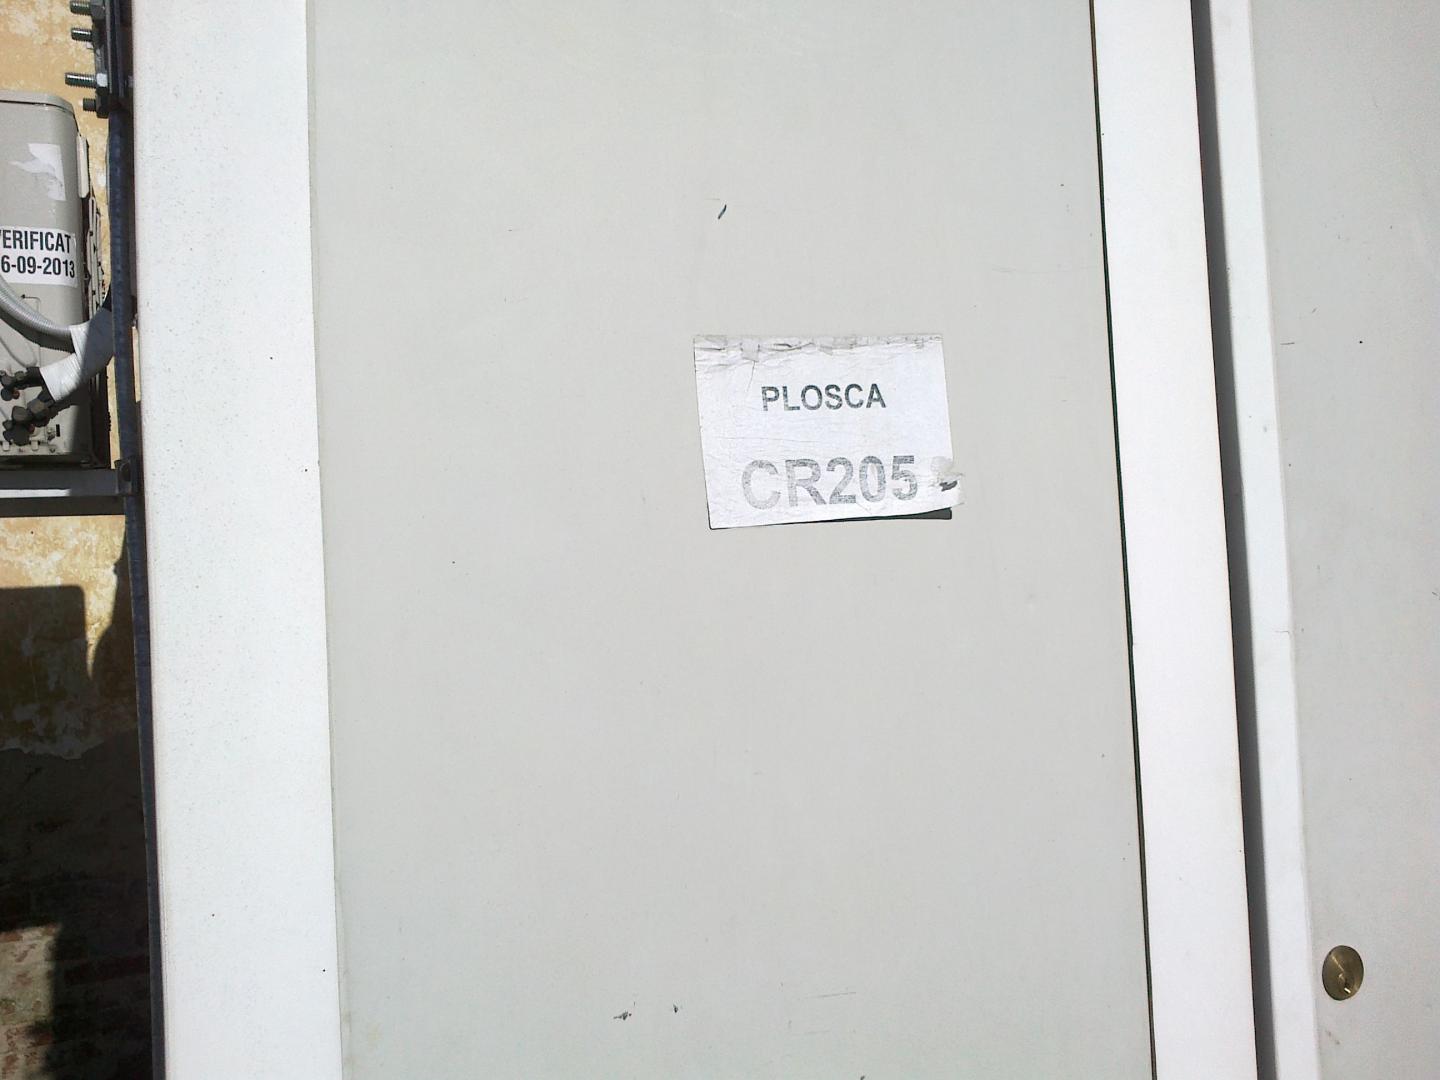 VERIFICAT
6-09-2013
PLOSCA
CR205